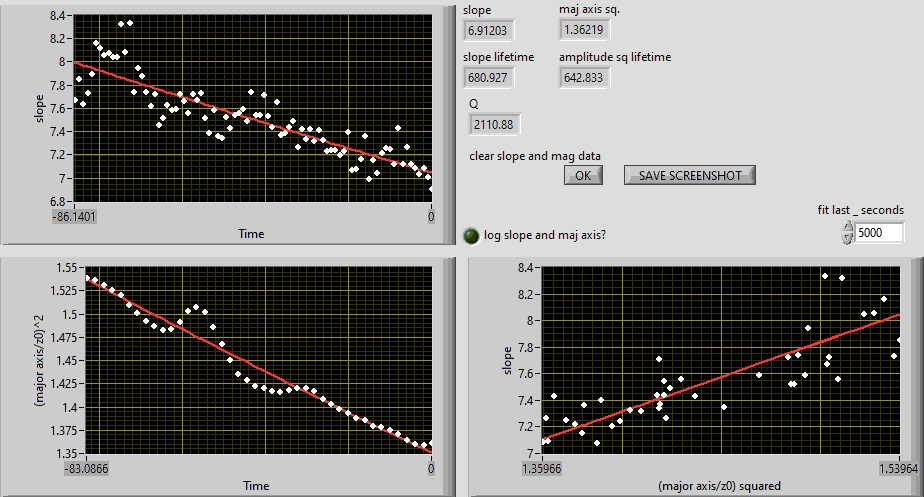 slope
maj axis sq.
6.91203
1.36219
slope lifetime
amplitude sq lifetime
680.927
642.833
Q
2110.88
clear slope and mag data
OK
SAVE SCREENSHOT
fit last _ seconds
5000
log slope and maj axis?
8.4
8.2
8
7.8
7.6
7.4
7.2
7
6.8
slope
-86.1401
0
Time
1.55
1.525
1.5
1.475
1.45
1.425
1.4
1.375
1.35
(major axis/z0)^2
-83.0866
0
Time
8.4
8.2
8
7.8
7.6
7.4
7.2
7
slope
1.35966
1.53964
(major axis/z0) squared